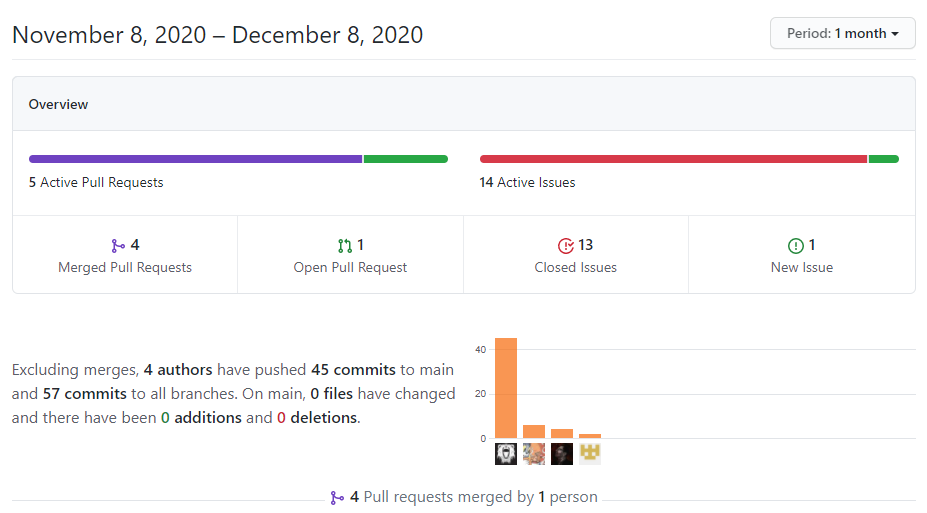 November 8, 2020 – December 8, 2020
Period: 1 month
Overview
5 Active Pull Requests
14 Active Issues
4
Merged Pull Requests
1
Open Pull Request
13
Closed Issues
1
New Issue
Excluding merges, 4 authors have pushed 45 commits to main
and 57 commits to all branches. On main, 0 files have changed
and there have been 0 additions and 0 deletions.
40
20
0
4 Pull requests merged by 1 person